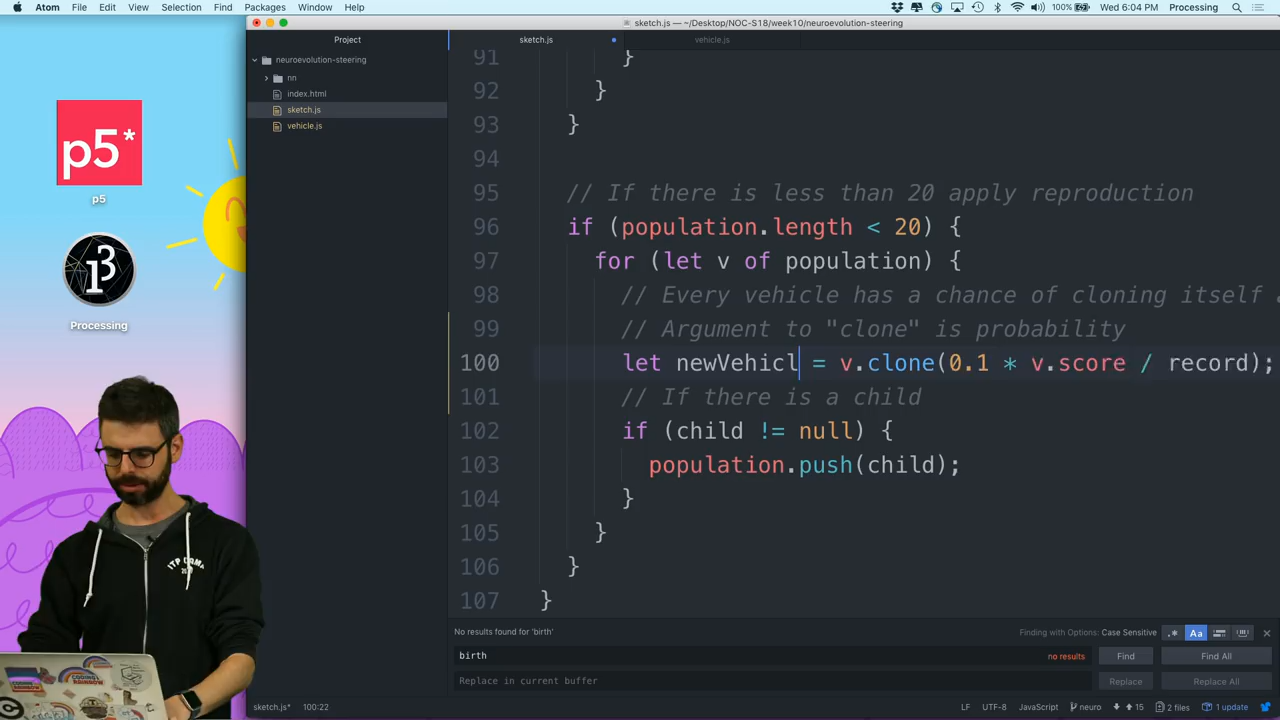 Atom File Edit View Selection Find Packages Window Help
100% Wed 6:04 PM Processing
sketch.js — ~/Desktop/NOC-S18/week10/neuroevolution-steering
Project
sketch.js
vehicle.js
neuroevolution-steering
nn
index.html
sketch.js
vehicle.js
p5*
p5
Processing
91 }
92 }
93 }
94
95 // If there is less than 20 apply reproduction
96 if (population.length < 20) {
97 for (let v of population) {
98 // Every vehicle has a chance of cloning itself
99 // Argument to "clone" is probability
100 let newVehicl = v.clone(0.1 * v.score / record);
101 // If there is a child
102 if (child != null) {
103 population.push(child);
104 }
105 }
106 }
107 }
No results found for 'birth'
Finding with Options: Case Sensitive
.* Aa
birth
no results
Find
Find All
Replace in current buffer
Replace
Replace All
sketch.js* 100:22
LF UTF-8 JavaScript neuro 15 2 files 1 update
ITP CAMP